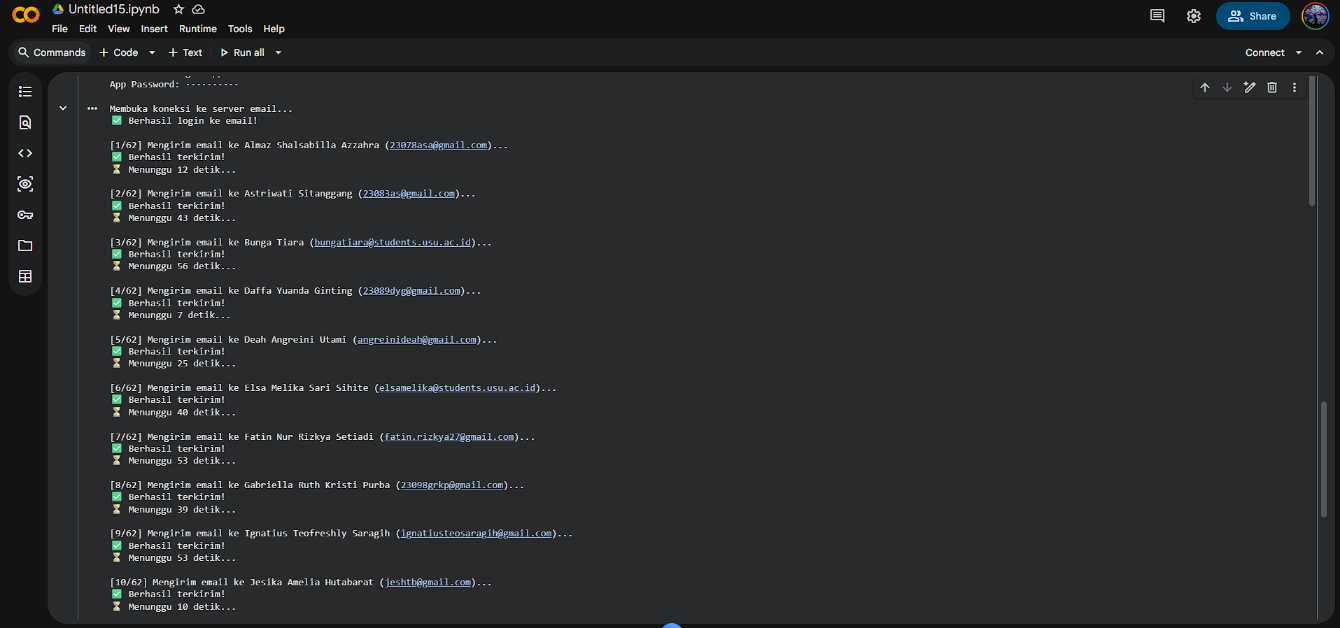 Untitled15.ipynb
Share
File Edit View Insert Runtime Tools Help
Commands + Code + Text Run all
Connect
App Password: ··········
Membuka koneksi ke server email...
✅ Berhasil login ke email!
[1/62] Mengirim email ke Almaz Shalsabilla Azzahra (23078asa@gmail.com)...
✅ Berhasil terkirim!
⏳ Menunggu 12 detik...
[2/62] Mengirim email ke Astriwati Sitanggang (23083as@gmail.com)...
✅ Berhasil terkirim!
⏳ Menunggu 43 detik...
[3/62] Mengirim email ke Bunga Tiara (bungatiara@students.usu.ac.id)...
✅ Berhasil terkirim!
⏳ Menunggu 56 detik...
[4/62] Mengirim email ke Daffa Yuanda Ginting (23089dyg@gmail.com)...
✅ Berhasil terkirim!
⏳ Menunggu 7 detik...
[5/62] Mengirim email ke Deah Angreini Utami (angreinideah@gmail.com)...
✅ Berhasil terkirim!
⏳ Menunggu 25 detik...
[6/62] Mengirim email ke Elsa Melika Sari Sihite (elsamelika@students.usu.ac.id)...
✅ Berhasil terkirim!
⏳ Menunggu 40 detik...
[7/62] Mengirim email ke Fatin Nur Rizkya Setiadi (fatin.rizkya27@gmail.com)...
✅ Berhasil terkirim!
⏳ Menunggu 53 detik...
[8/62] Mengirim email ke Gabriella Ruth Kristi Purba (23098grkp@gmail.com)...
✅ Berhasil terkirim!
⏳ Menunggu 39 detik...
[9/62] Mengirim email ke Ignatius Teofreshly Saragih (ignatiusteosaragih@gmail.com)...
✅ Berhasil terkirim!
⏳ Menunggu 53 detik...
[10/62] Mengirim email ke Jesika Amelia Hutabarat (jeshtb@gmail.com)...
✅ Berhasil terkirim!
⏳ Menunggu 10 detik...